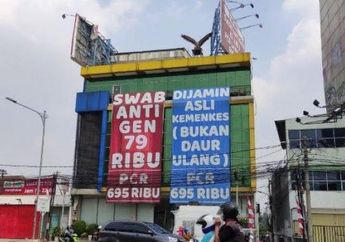 SWAB
ANTI
GEN
79
RIBU
PCR
695 RIBU
DIJAMIN
ASLI
KEMENKES
( BUKAN
DAUR
ULANG )
PCR
695 RIBU